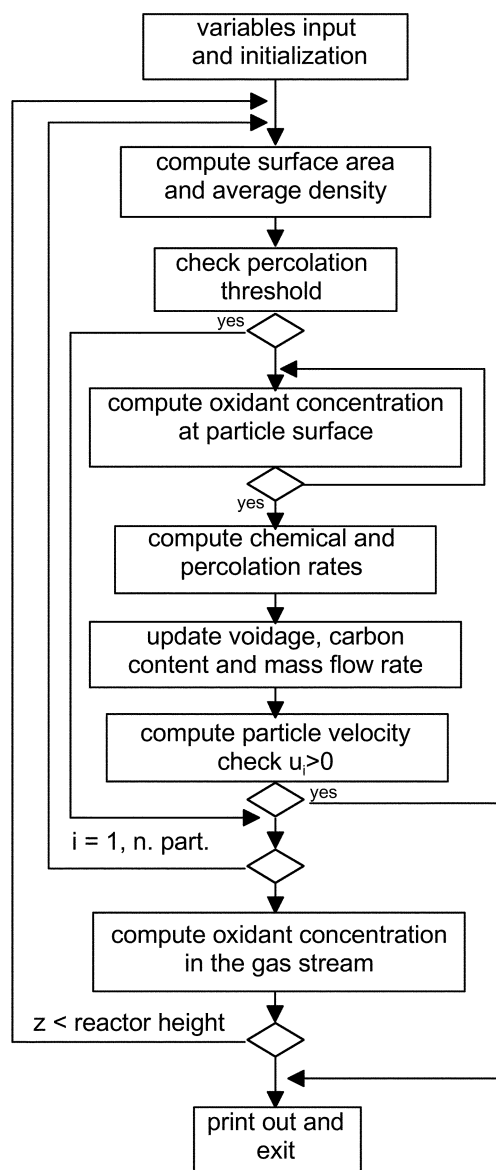 variables input
and initialization
compute surface area
and average density
check percolation
threshold
yes
compute oxidant concentration
at particle surface
yes
compute chemical and
percolation rates
update voidage, carbon
content and mass flow rate
compute particle velocity
check uᵢ>0
yes
i = 1, n. part.
compute oxidant concentration
in the gas stream
z < reactor height
print out and
exit